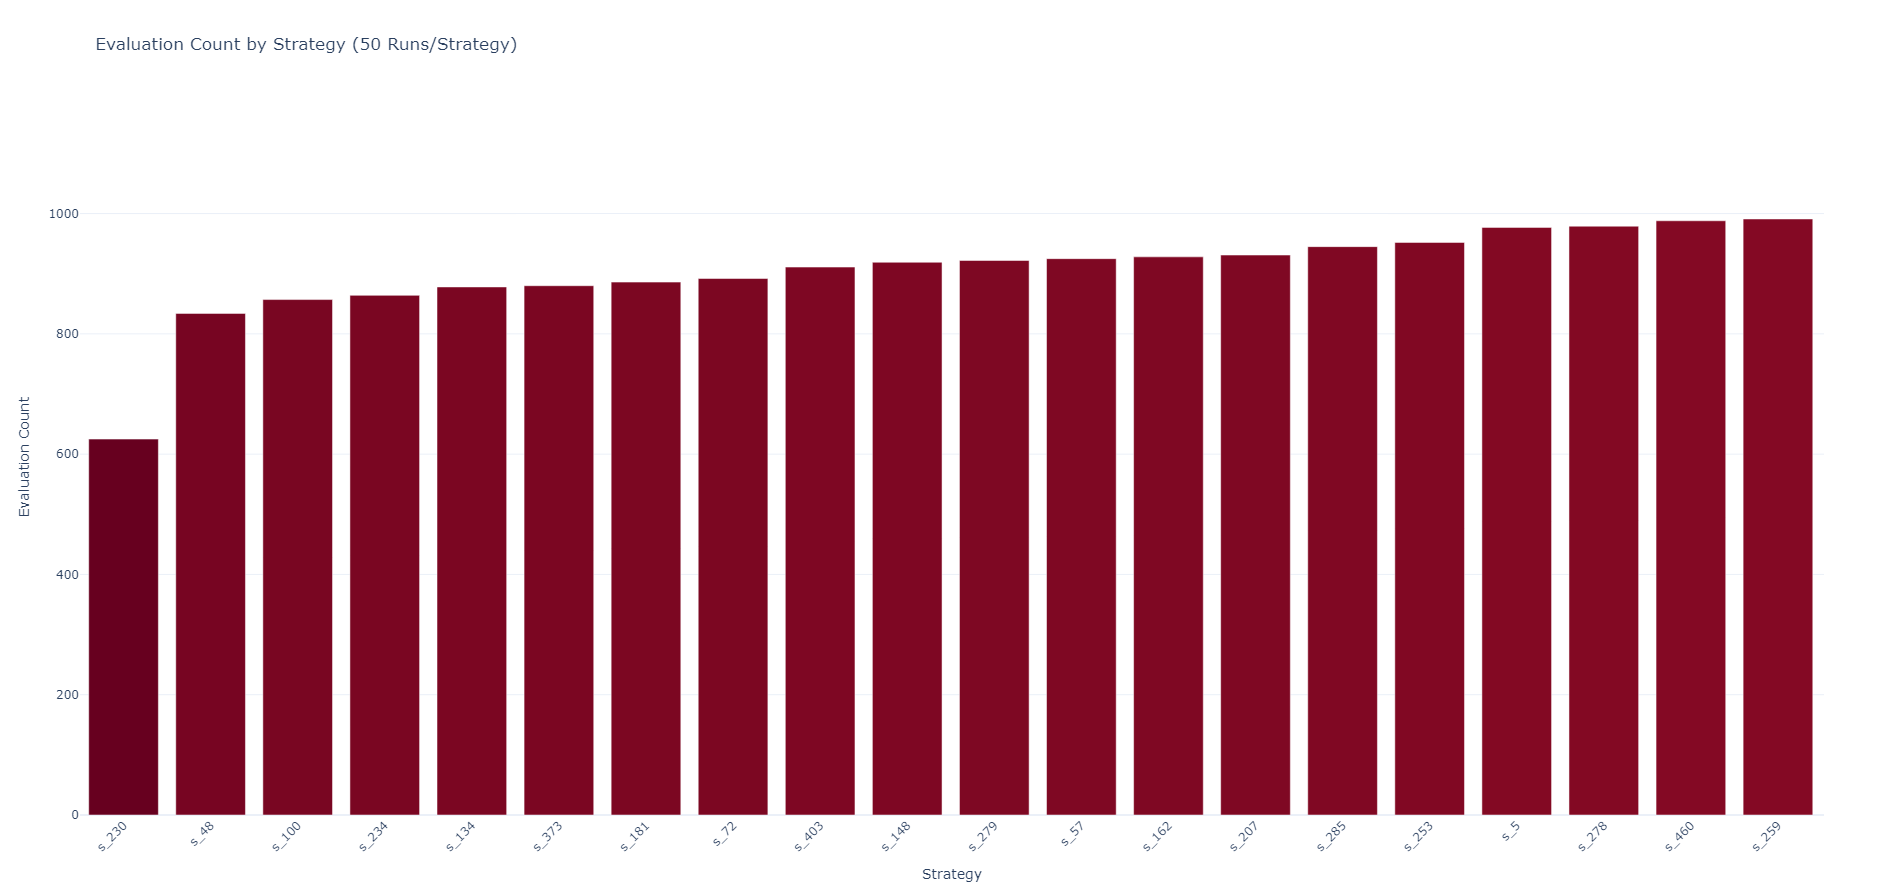 Evaluation Count by Strategy (50 Runs/Strategy)
1000
800
600
400
200
0
Evaluation Count
s_230
s_48
s_100
s_234
s_134
s_373
s_181
s_72
s_403
s_148
s_279
s_57
s_162
s_207
s_285
s_253
s_5
s_278
s_460
s_259
Strategy